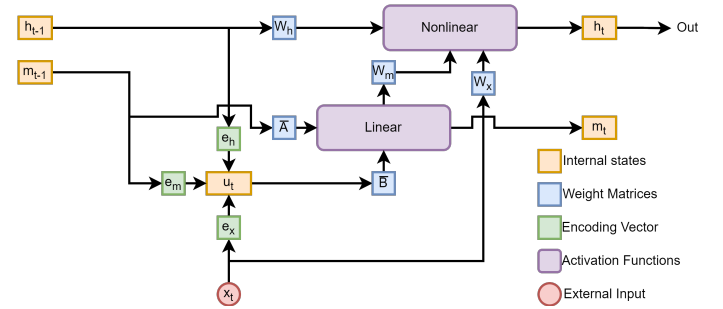 h_{t-1}
W_h
Nonlinear
h_t
Out
m_{t-1}
W_m
W_x
A̅
Linear
m_t
e_h
e_m
u_t
B̅
e_x
x_t
Internal states
Weight Matrices
Encoding Vector
Activation Functions
External Input